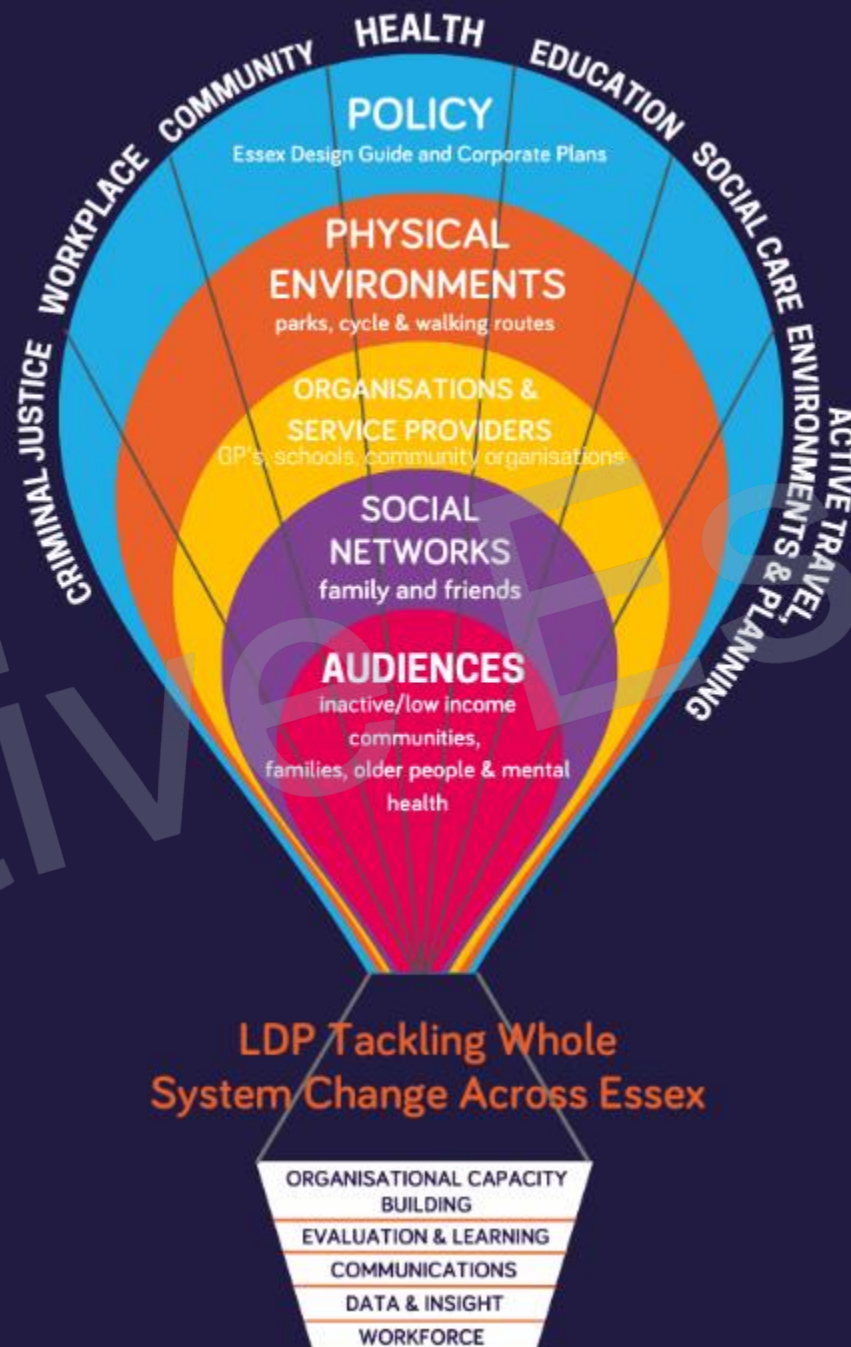 HEALTH
COMMUNITY
EDUCATION
WORKPLACE
SOCIAL CARE
CRIMINAL JUSTICE
ACTIVE TRAVEL,
ENVIRONMENTS & PLANNING
POLICY
Essex Design Guide and Corporate Plans
PHYSICAL
ENVIRONMENTS
parks, cycle & walking routes
ORGANISATIONS &
SERVICE PROVIDERS
GP's, schools, community organisations
SOCIAL
NETWORKS
family and friends
AUDIENCES
inactive/low income
communities,
families, older people & mental
health
LDP Tackling Whole
System Change Across Essex
ORGANISATIONAL CAPACITY
BUILDING
EVALUATION & LEARNING
COMMUNICATIONS
DATA & INSIGHT
WORKFORCE